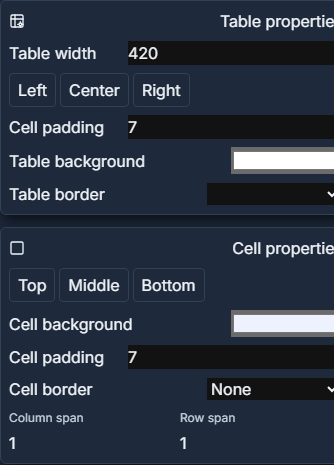 Table propertie
Table width 420
Left Center Right
Cell padding 7
Table background
Table border
Cell propertie
Top Middle Bottom
Cell background
Cell padding 7
Cell border None
Column span Row span
1 1